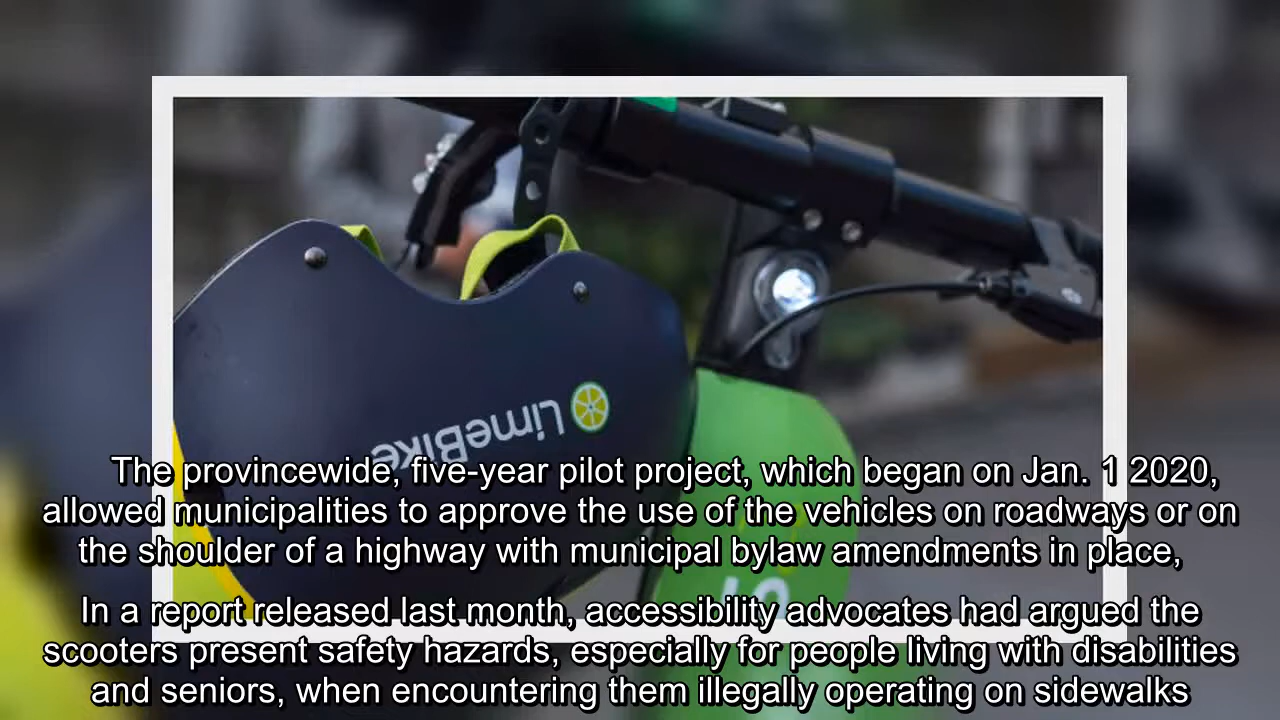 LimeBike
The provincewide, five-year pilot project, which began on Jan. 1 2020,
allowed municipalities to approve the use of the vehicles on roadways or on
the shoulder of a highway with municipal bylaw amendments in place,
In a report released last month, accessibility advocates had argued the
scooters present safety hazards, especially for people living with disabilities
and seniors, when encountering them illegally operating on sidewalks